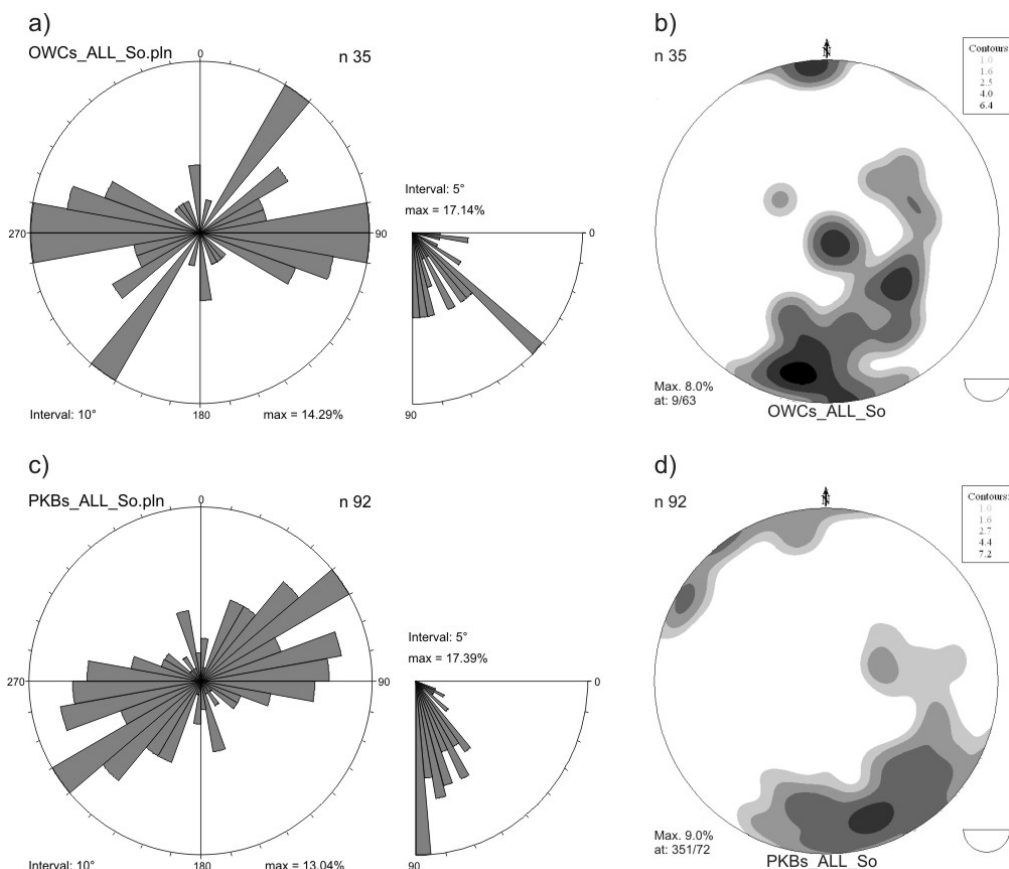 a)
OWCs_ALL_So.pln
n 35
0
270
90
180
Interval: 10°
max = 14.29%
Interval: 5°
max = 17.14%
0
90
b)
n 35
N
Contours:
1.0
1.6
2.5
4.0
6.4
Max. 8.0%
at: 9/63
OWCs_ALL_So
c)
PKBs_ALL_So.pln
n 92
0
270
90
180
Interval: 10°
max = 13.04%
Interval: 5°
max = 17.39%
0
90
d)
n 92
N
Contours:
1.0
1.6
2.7
4.4
7.2
Max. 9.0%
at: 351/72
PKBs_ALL_So